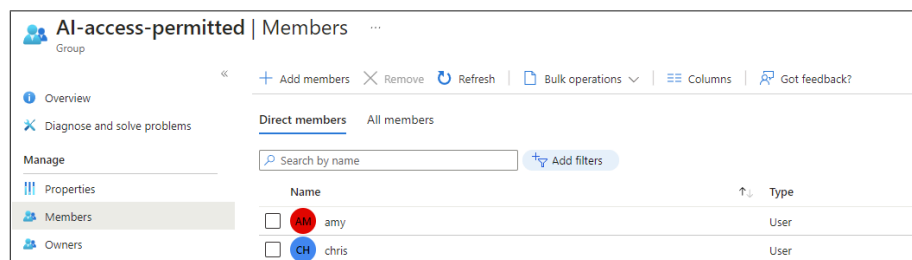 AI-access-permitted | Members ...
Group
«
Overview
Diagnose and solve problems
Manage
Properties
Members
Owners
Add members Remove Refresh Bulk operations Columns Got feedback?
Direct members All members
Search by name Add filters
Name Type
AM amy User
CH chris User